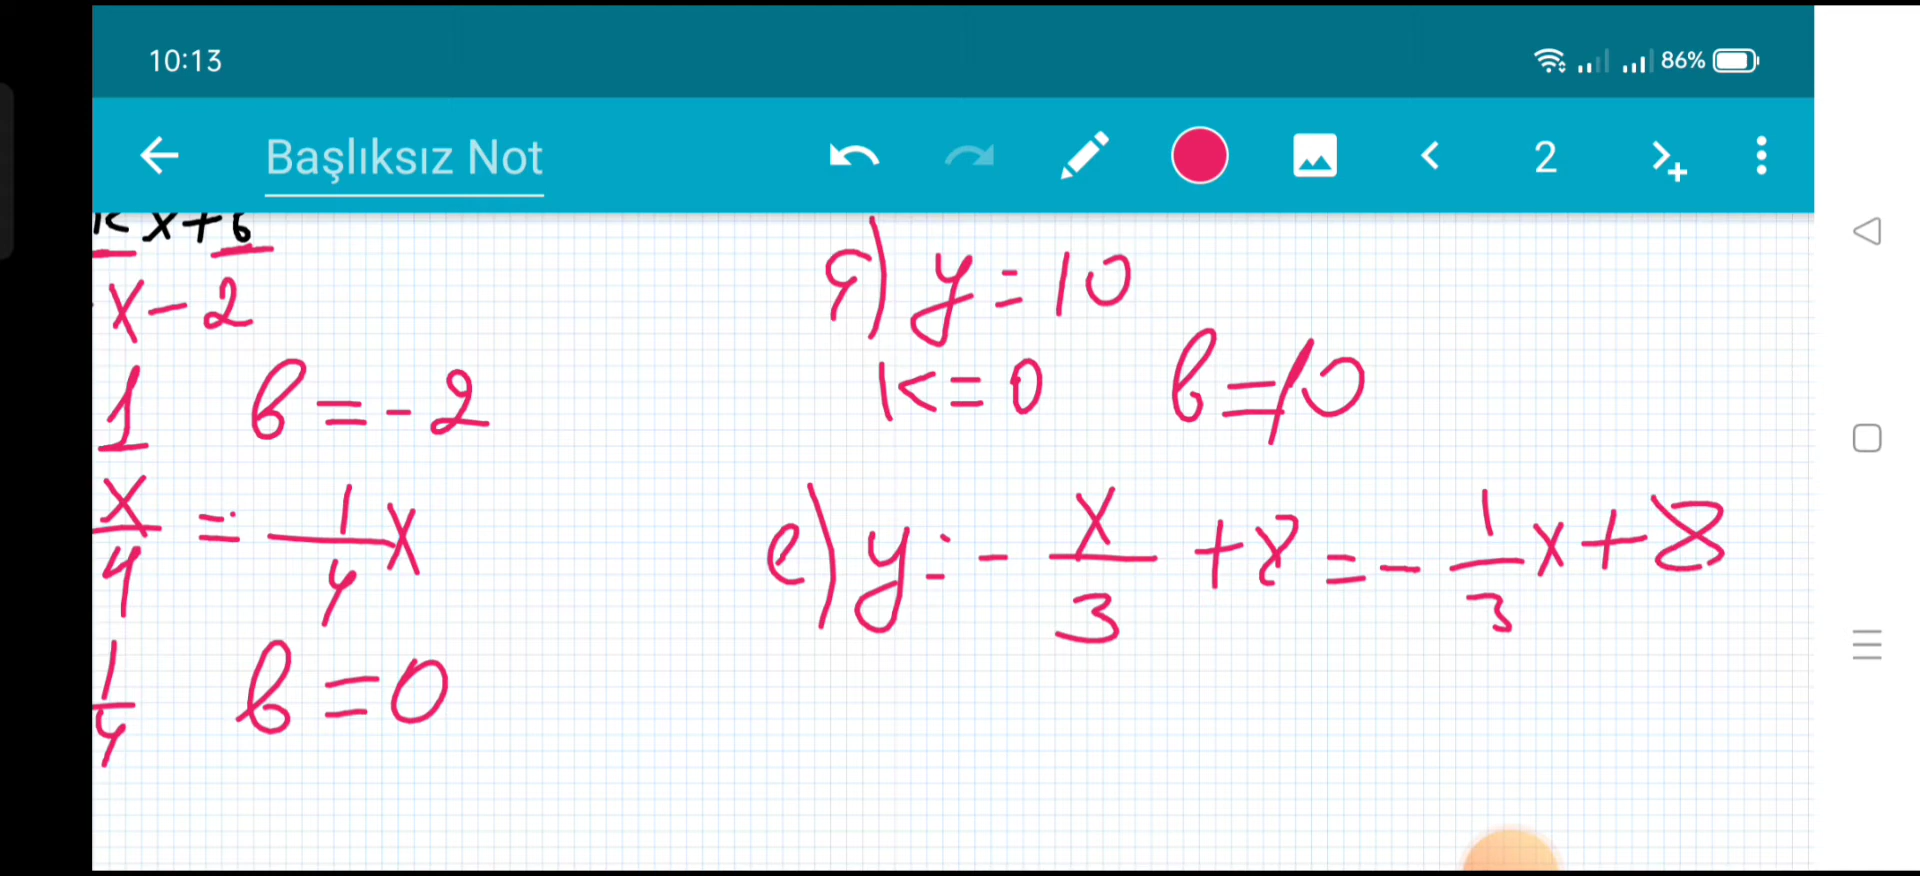 10:13 86%
Başlıksız Not 2
kx+b
x-2
1 b=-2
x/4 = 1/4 x
1/4 b=0
я) y=10
k=0 b=10
e) y=-x/3+8=-1/3 x+8